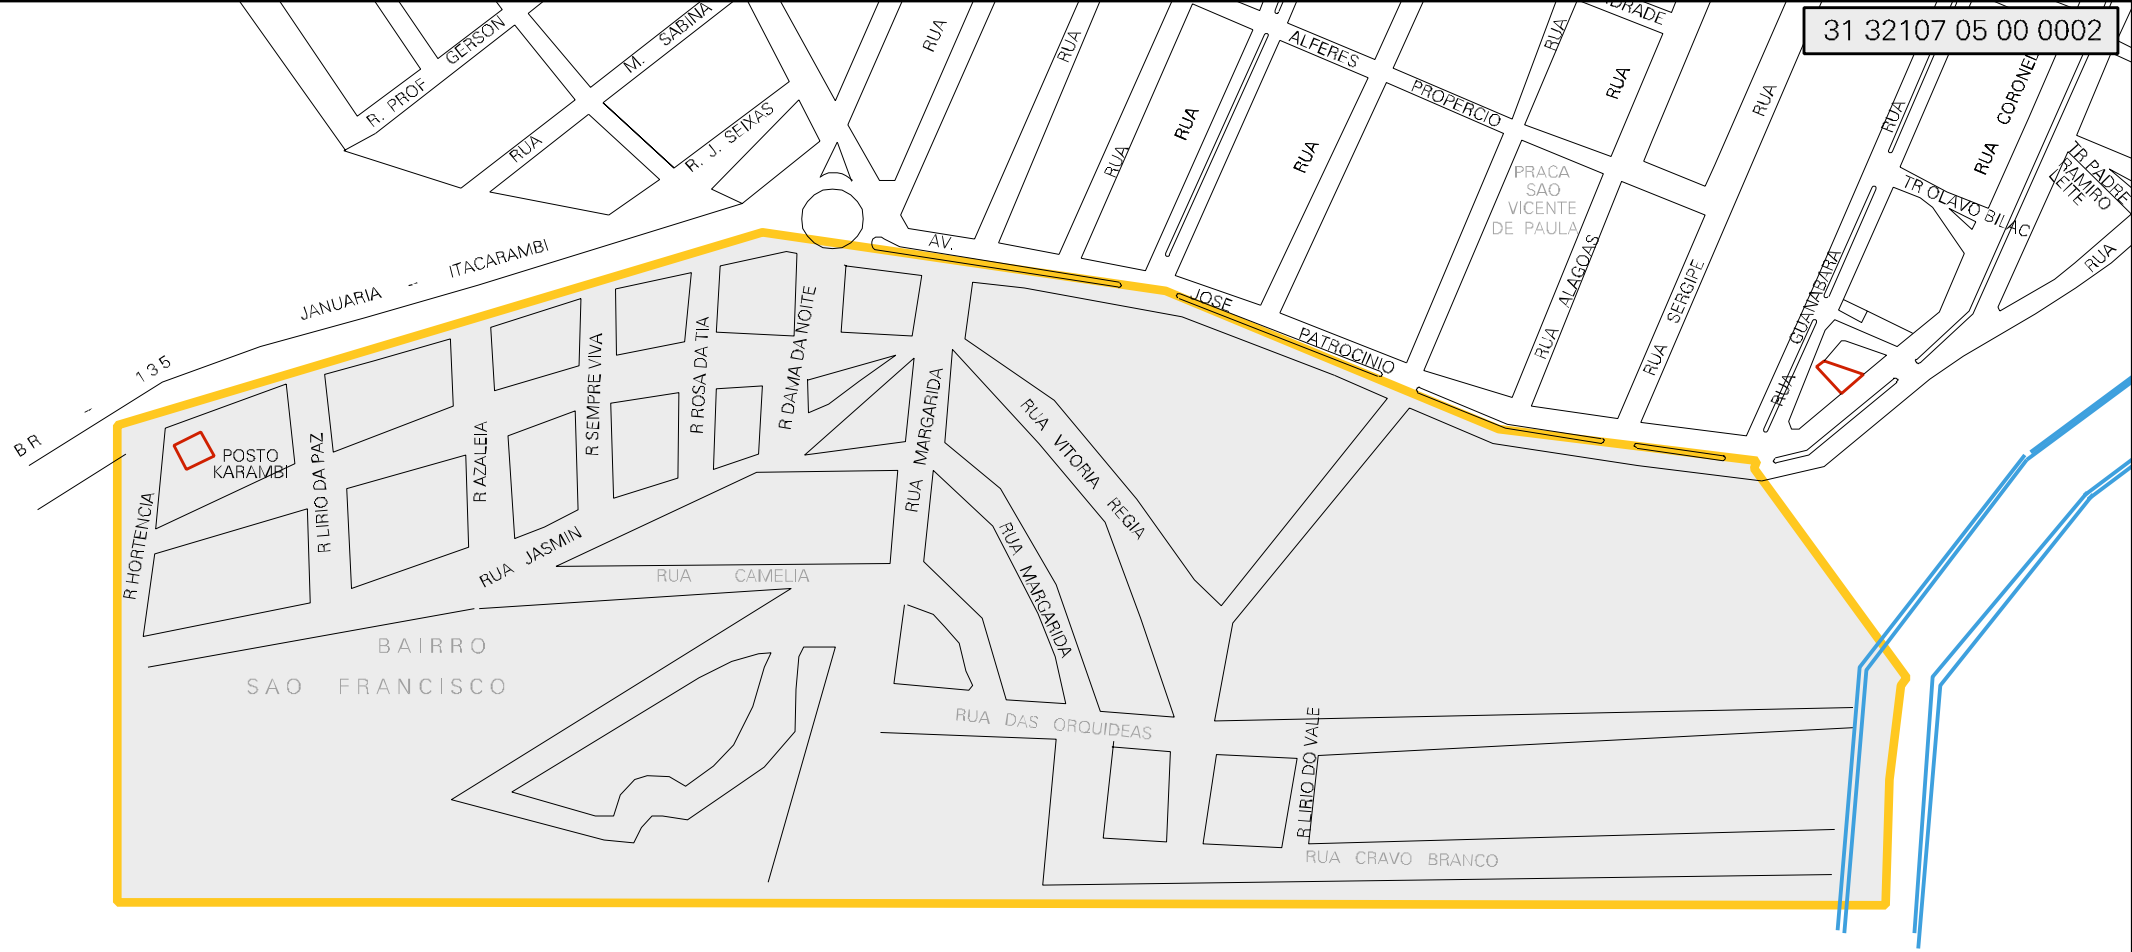 31 32107 05 00 0002
DRADE
RUA
RUA
RUA
ALFERES
PROPERCIO
RUA
RUA
RUA
CORONEL
RUA
GERSON
R. PROF
M. SABINA
RUA
R. J. SEIXAS
RUA
RUA
RUA
RUA
PRACA
SAO
VICENTE
DE PAULA
TR PADRE
RAMIRO
LEITE
TR OLAVO BILAC
RUA
AV.
JOSE
PATROCINIO
RUA ALAGOAS
RUA SERGIPE
RUA GUANABARA
BR - 135
JANUARIA -- ITACARAMBI
POSTO
KARAMBI
R HORTENCIA
R LIRIO DA PAZ
R AZALEIA
R SEMPRE VIVA
R ROSA DA TIA
R DAMA DA NOITE
RUA MARGARIDA
RUA VITORIA REGIA
RUA MARGARIDA
RUA JASMIN
RUA CAMELIA
BAIRRO
SAO FRANCISCO
RUA DAS ORQUIDEAS
R LIRIO DO VALE
RUA CRAVO BRANCO